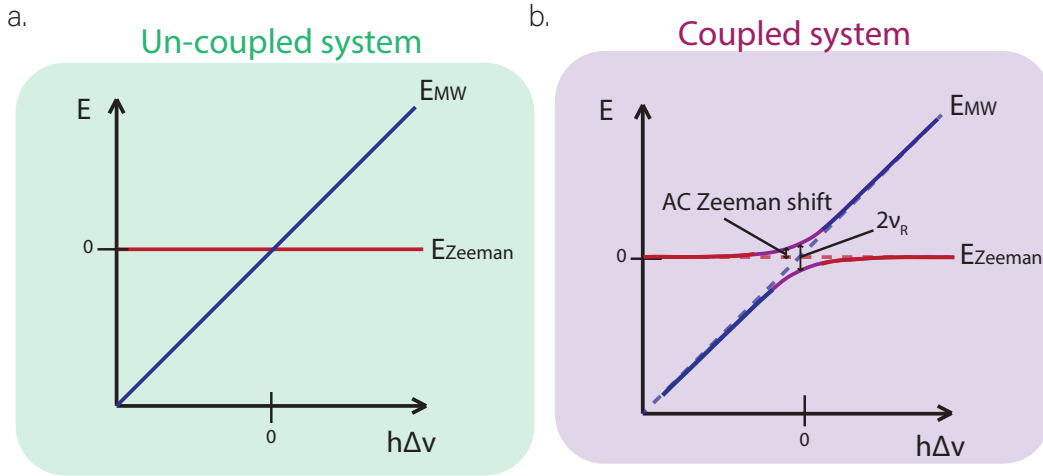 a.
Un-coupled system
E
EMW
0
EZeeman
0
hΔν
b.
Coupled system
E
EMW
AC Zeeman shift
2νR
0
EZeeman
0
hΔν